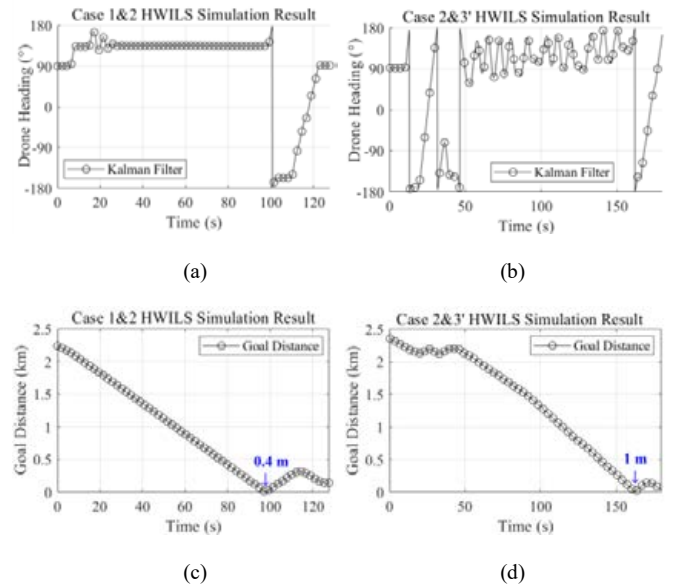 Case 1&2 HWILS Simulation Result
180
90
0
-90
-180
Drone Heading (°)
Kalman Filter
0 20 40 60 80 100 120
Time (s)
(a)
Case 2&3' HWILS Simulation Result
180
90
0
-90
-180
Drone Heading (°)
Kalman Filter
0 50 100 150
Time (s)
(b)
Case 1&2 HWILS Simulation Result
2.5
2
1.5
1
0.5
0
Goal Distance (km)
Goal Distance
0.4 m
0 20 40 60 80 100 120
Time (s)
(c)
Case 2&3' HWILS Simulation Result
2.5
2
1.5
1
0.5
0
Goal Distance (km)
Goal Distance
1 m
0 50 100 150
Time (s)
(d)